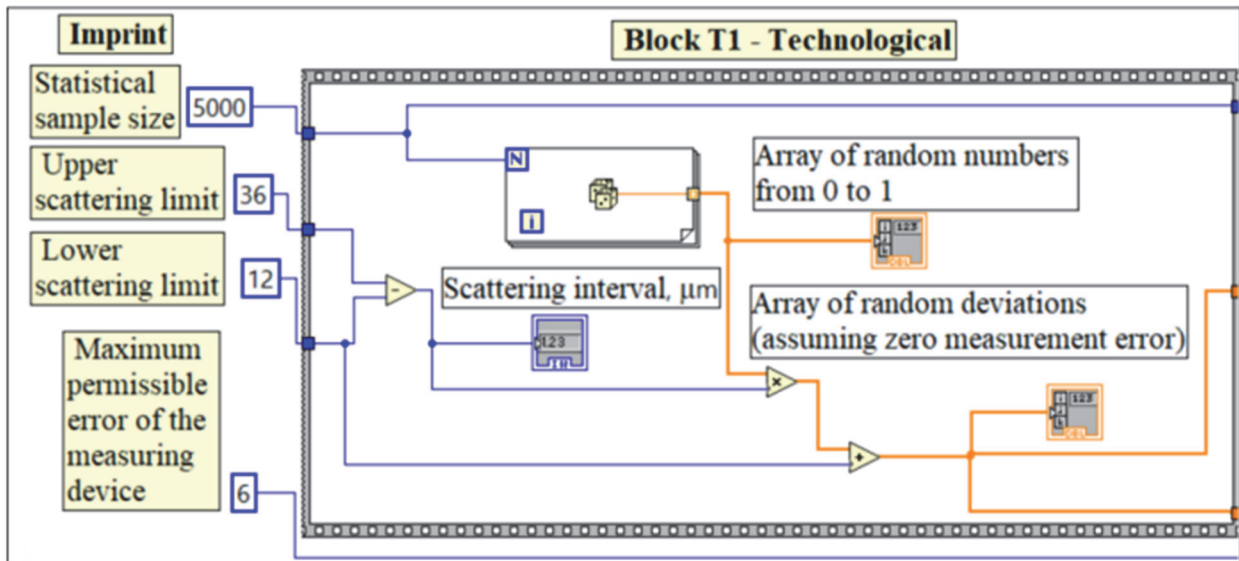 Imprint
Block T1 - Technological
Statistical
sample size
5000
Upper
scattering limit
36
Lower
scattering limit
12
Maximum
permissible
error of the
measuring
device
6
N
i
Array of random numbers
from 0 to 1
123
Scattering interval, μm
123
Array of random deviations
(assuming zero measurement error)
123
-
×
+